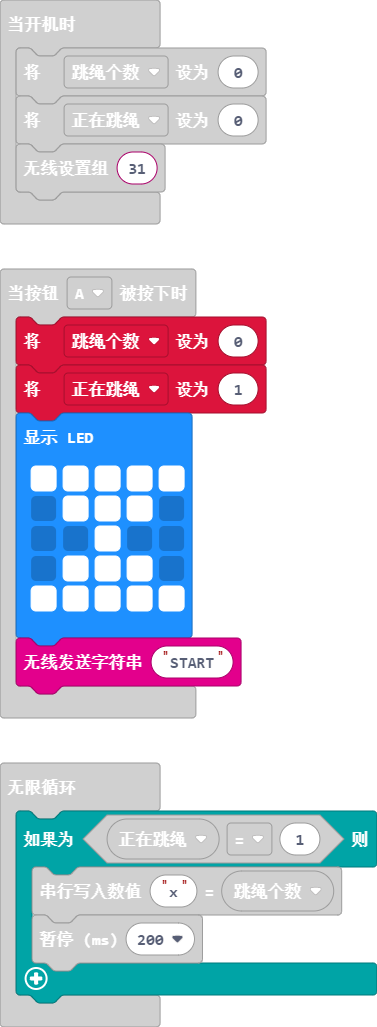 当开机时
将 跳绳个数 设为 0
将 正在跳绳 设为 0
无线设置组 31
当按钮 A 被按下时
将 跳绳个数 设为 0
将 正在跳绳 设为 1
显示 LED
无线发送字符串 "START"
无限循环
如果为 正在跳绳 = 1 则
串行写入数值 "x" = 跳绳个数
暂停 (ms) 200